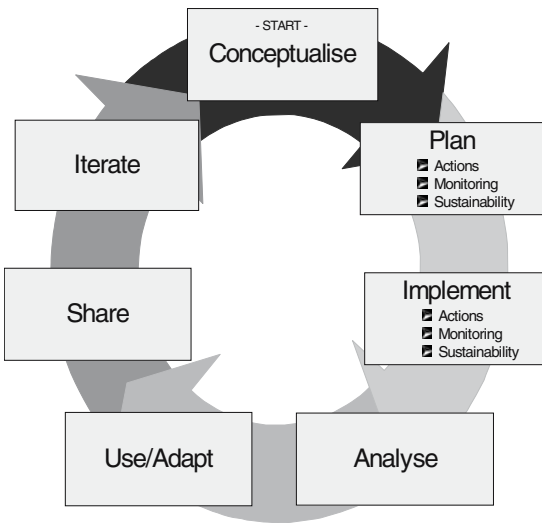 - START -
Conceptualise
Plan
Actions
Monitoring
Sustainability
Implement
Actions
Monitoring
Sustainability
Analyse
Use/Adapt
Share
Iterate